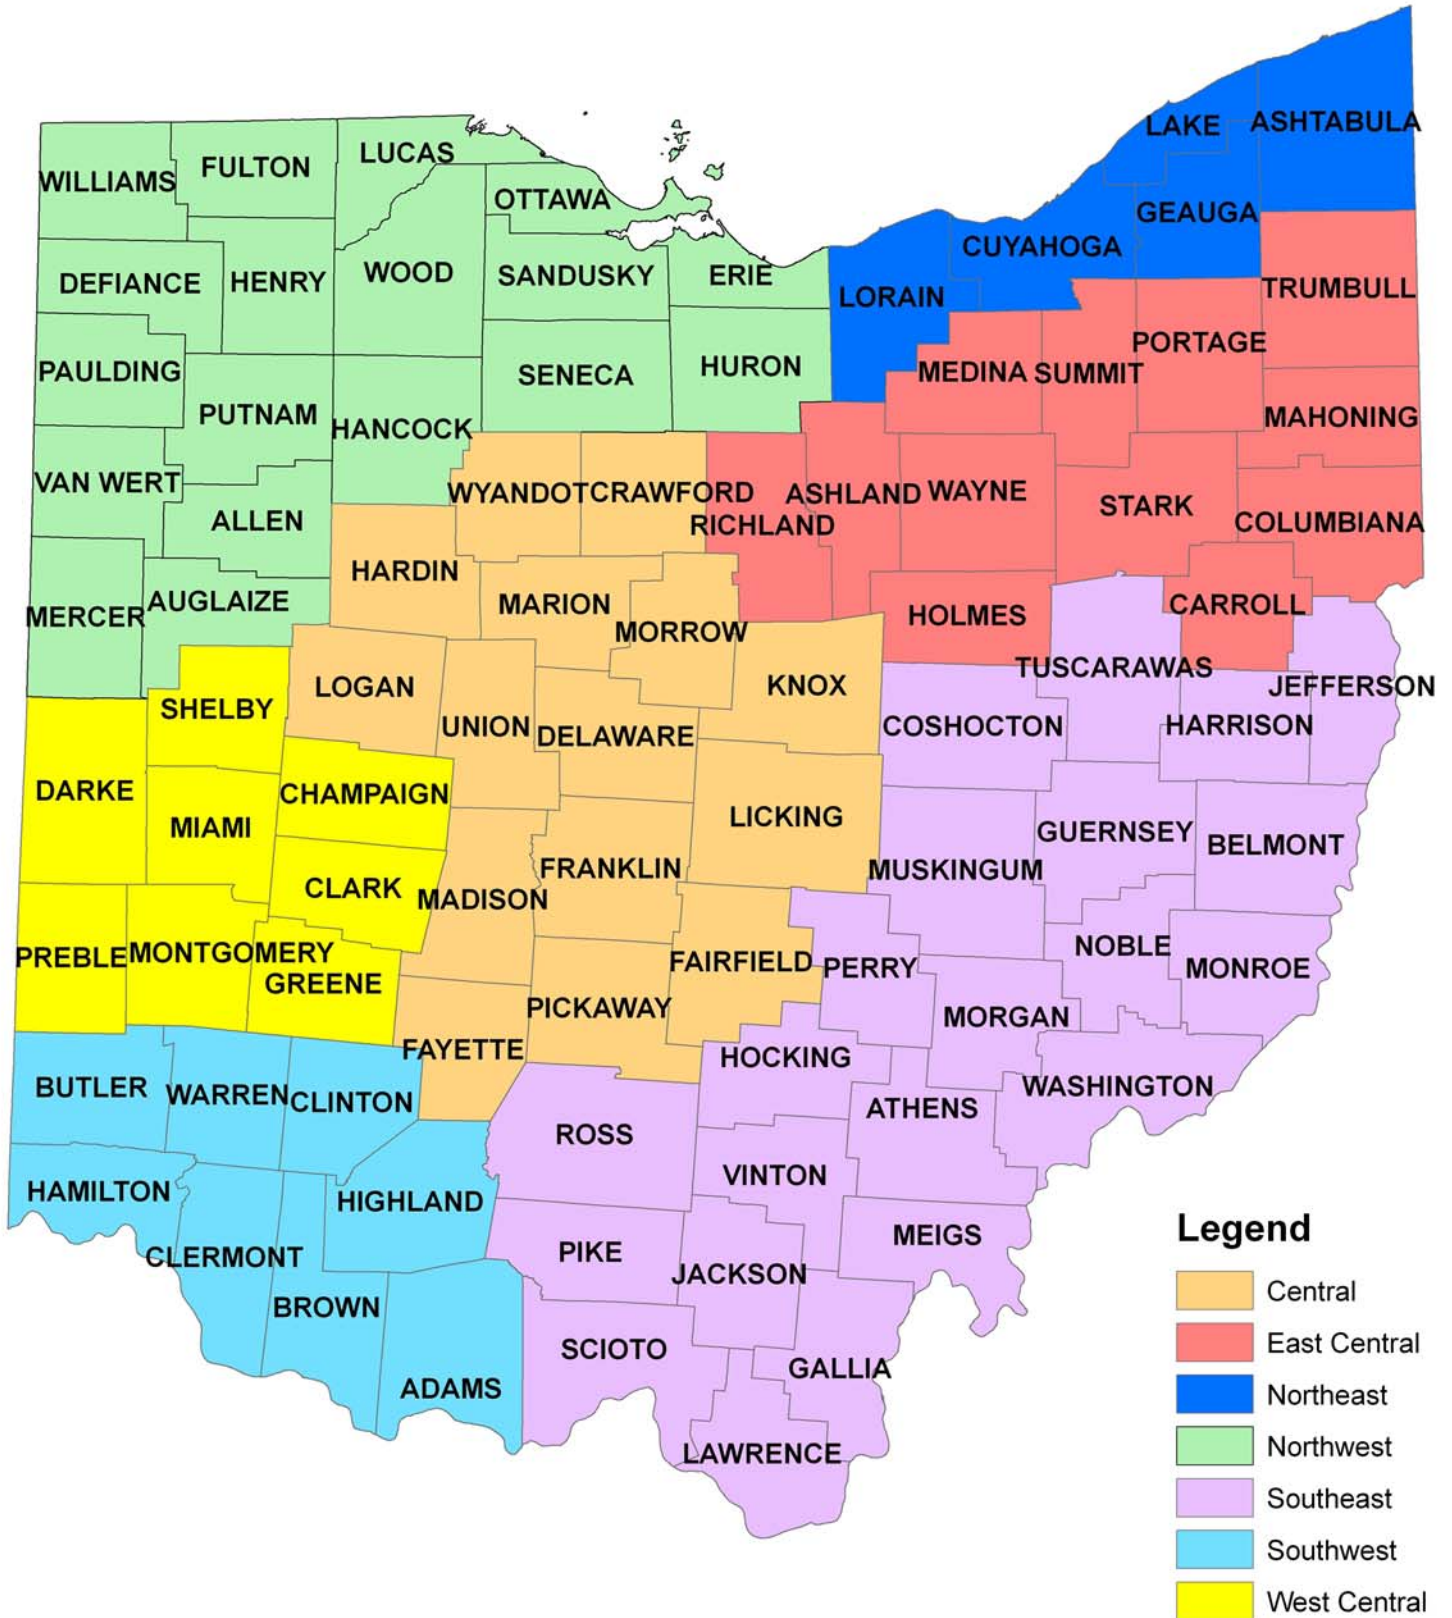 LAKE
ASHTABULA
LUCAS
FULTON
WILLIAMS
OTTAWA
GEAUGA
CUYAHOGA
WOOD
SANDUSKY
ERIE
DEFIANCE
HENRY
LORAIN
TRUMBULL
PORTAGE
PAULDING
SENECA
HURON
MEDINA
SUMMIT
PUTNAM
HANCOCK
MAHONING
VAN WERT
WYANDOT
CRAWFORD
ASHLAND
WAYNE
STARK
ALLEN
RICHLAND
COLUMBIANA
HARDIN
AUGLAIZE
MARION
CARROLL
MERCER
HOLMES
MORROW
TUSCARAWAS
LOGAN
KNOX
JEFFERSON
SHELBY
UNION
DELAWARE
COSHOCTON
HARRISON
DARKE
CHAMPAIGN
MIAMI
LICKING
GUERNSEY
BELMONT
FRANKLIN
MUSKINGUM
CLARK
MADISON
NOBLE
PREBLE
MONTGOMERY
FAIRFIELD
PERRY
MONROE
GREENE
PICKAWAY
MORGAN
FAYETTE
HOCKING
BUTLER
WARREN
CLINTON
WASHINGTON
ATHENS
ROSS
VINTON
HAMILTON
HIGHLAND
MEIGS
CLERMONT
PIKE
JACKSON
BROWN
SCIOTO
GALLIA
ADAMS
LAWRENCE
Legend
Central
East Central
Northeast
Northwest
Southeast
Southwest
West Central